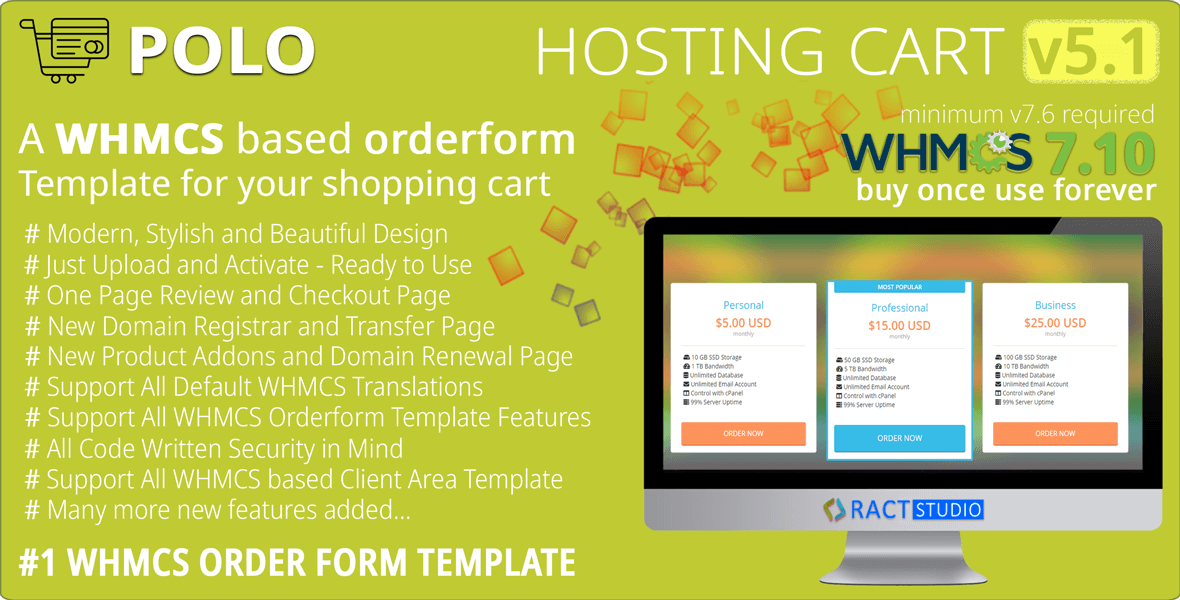 POLO
HOSTING CART v5.1
minimum v7.6 required
WHMCS 7.10
buy once use forever
A WHMCS based orderform
Template for your shopping cart
# Modern, Stylish and Beautiful Design
# Just Upload and Activate - Ready to Use
# One Page Review and Checkout Page
# New Domain Registrar and Transfer Page
# New Product Addons and Domain Renewal Page
# Support All Default WHMCS Translations
# Support All WHMCS Orderform Template Features
# All Code Written Security in Mind
# Support All WHMCS based Client Area Template
# Many more new features added...
#1 WHMCS ORDER FORM TEMPLATE
Personal
$5.00 USD
monthly
10 GB SSD Storage
1 TB Bandwidth
Unlimited Database
Unlimited Email Account
Control with cPanel
99% Server Uptime
ORDER NOW
MOST POPULAR
Professional
$15.00 USD
monthly
50 GB SSD Storage
5 TB Bandwidth
Unlimited Database
Unlimited Email Account
Control with cPanel
99% Server Uptime
ORDER NOW
Business
$25.00 USD
monthly
100 GB SSD Storage
10 TB Bandwidth
Unlimited Database
Unlimited Email Account
Control with cPanel
99% Server Uptime
ORDER NOW
RACTSTUDIO